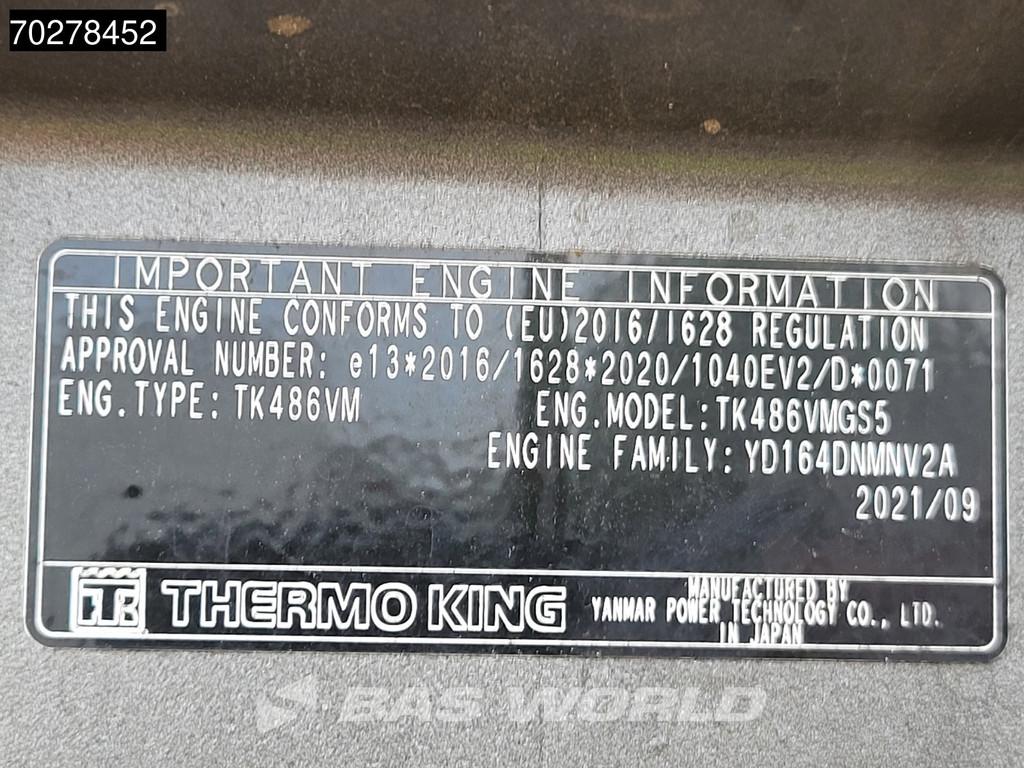 70278452
IMPORTANT ENGINE INFORMATION
THIS ENGINE CONFORMS TO (EU)2016/1628 REGULATION
APPROVAL NUMBER: e13*2016/1628*2020/1040EV2/D*0071
ENG.TYPE: TK486VM ENG.MODEL:TK486VMGS5
ENGINE FAMILY:YD164DNMNV2A
2021/09
TK THERMO KING
MANUFACTURED BY
YANMAR POWER TECHNOLOGY CO., LTD.
IN JAPAN
BAS WORLD